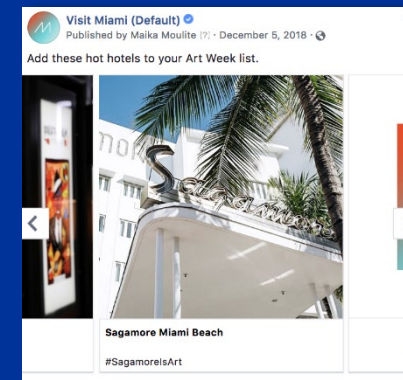 Visit Miami (Default)
Published by Maika Moulite [?] · December 5, 2018 ·
Add these hot hotels to your Art Week list.
Sagamore
Sagamore Miami Beach
#SagamoreIsArt